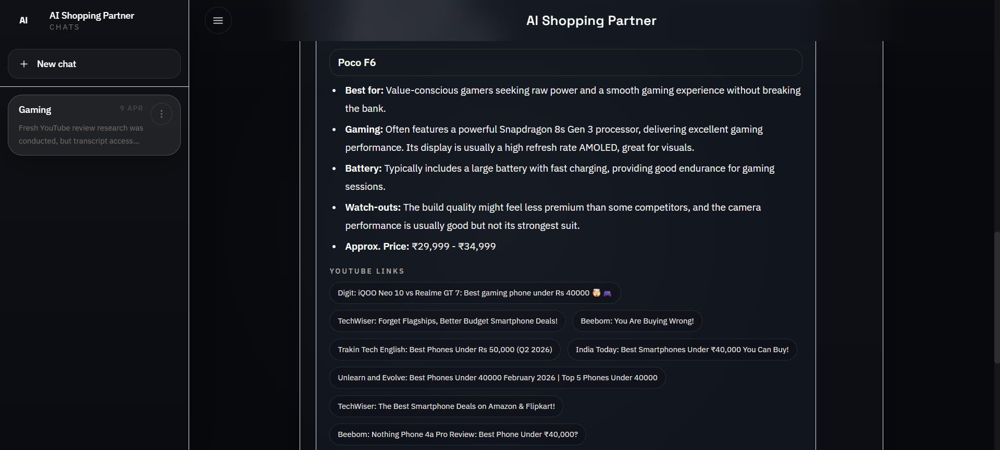 AI
AI Shopping Partner
CHATS
+ New chat
Gaming
9 APR
Fresh YouTube review research was
conducted, but transcript access...
AI Shopping Partner
Poco F6
• Best for: Value-conscious gamers seeking raw power and a smooth gaming experience without breaking
the bank.
• Gaming: Often features a powerful Snapdragon 8s Gen 3 processor, delivering excellent gaming
performance. Its display is usually a high refresh rate AMOLED, great for visuals.
• Battery: Typically includes a large battery with fast charging, providing good endurance for gaming
sessions.
• Watch-outs: The build quality might feel less premium than some competitors, and the camera
performance is usually good but not its strongest suit.
• Approx. Price: ₹29,999 - ₹34,999
YOUTUBE LINKS
Digit: iQOO Neo 10 vs Realme GT 7: Best gaming phone under Rs 40000 🤯 🎮
TechWiser: Forget Flagships, Better Budget Smartphone Deals!
Beebom: You Are Buying Wrong!
Trakin Tech English: Best Phones Under Rs 50,000 (Q2 2026)
India Today: Best Smartphones Under ₹40,000 You Can Buy!
Unlearn and Evolve: Best Phones Under 40000 February 2026 | Top 5 Phones Under 40000
TechWiser: The Best Smartphone Deals on Amazon & Flipkart!
Beebom: Nothing Phone 4a Pro Review: Best Phone Under ₹40,000?